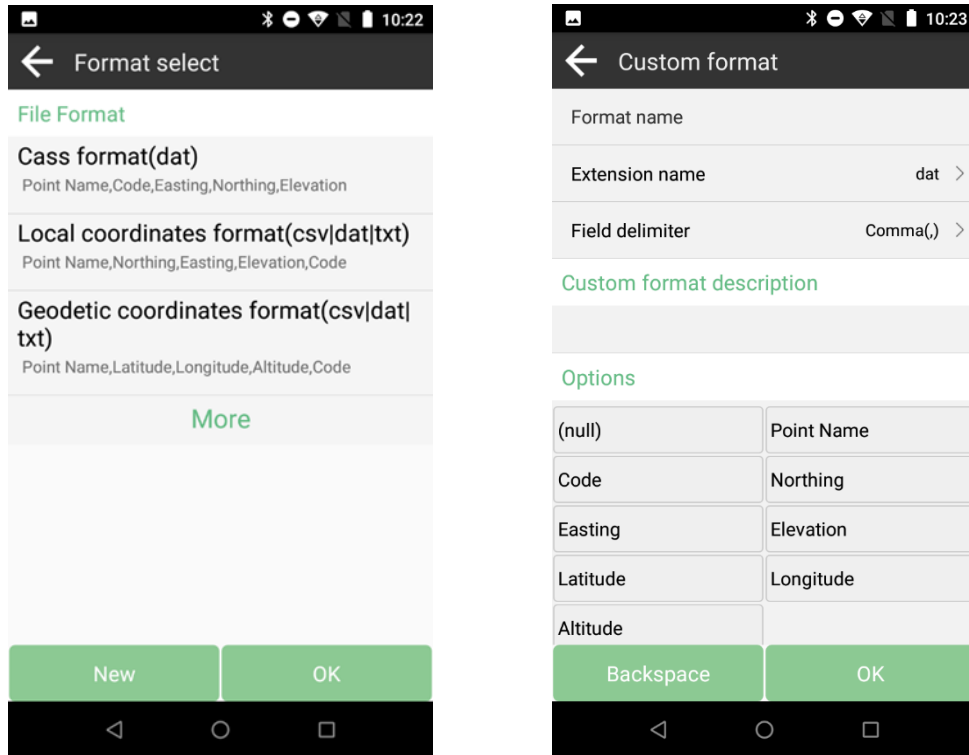 10:22
Format select
File Format
Cass format(dat)
Point Name,Code,Easting,Northing,Elevation
Local coordinates format(csv|dat|txt)
Point Name,Northing,Easting,Elevation,Code
Geodetic coordinates format(csv|dat|
txt)
Point Name,Latitude,Longitude,Altitude,Code
More
New
OK
10:23
Custom format
Format name
Extension name
dat
Field delimiter
Comma(,)
Custom format description
Options
(null)
Point Name
Code
Northing
Easting
Elevation
Latitude
Longitude
Altitude
Backspace
OK